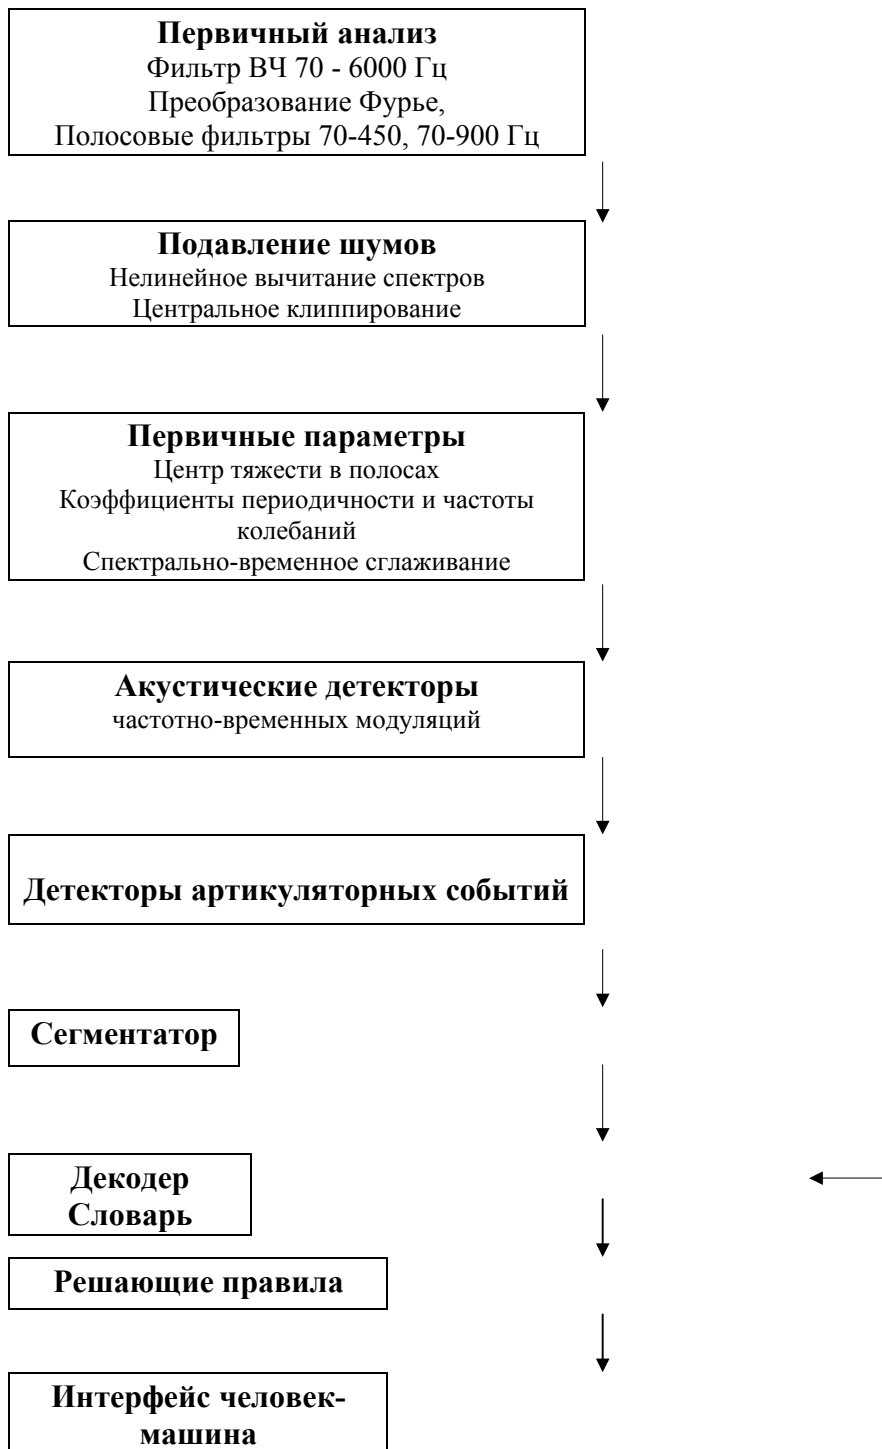 Первичный анализ
Фильтр ВЧ 70 - 6000 Гц
Преобразование Фурье,
Полосовые фильтры 70-450, 70-900 Гц
Подавление шумов
Нелинейное вычитание спектров
Центральное клиппирование
Первичные параметры
Центр тяжести в полосах
Коэффициенты периодичности и частоты
колебаний
Спектрально-временное сглаживание
Акустические детекторы
частотно-временных модуляций
Детекторы артикуляторных событий
Сегментатор
Декодер
Словарь
Решающие правила
Интерфейс человек-
машина